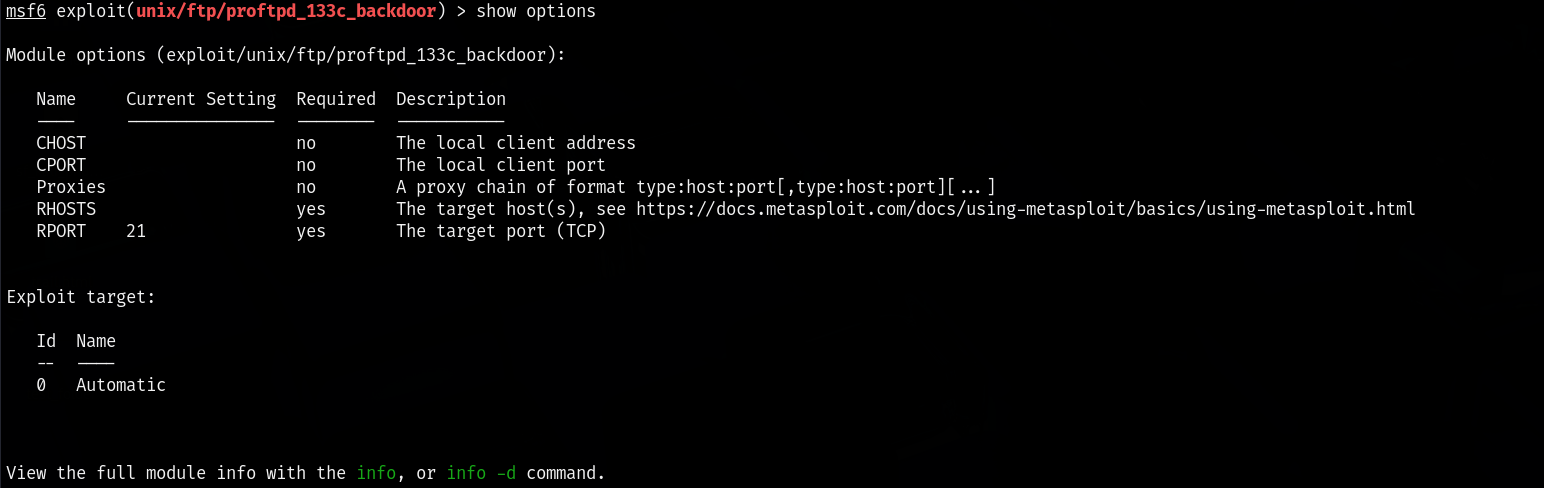 msf6 exploit(unix/ftp/proftpd_133c_backdoor) > show options
Module options (exploit/unix/ftp/proftpd_133c_backdoor):
Name Current Setting Required Description
---- --------------- -------- -----------
CHOST no The local client address
CPORT no The local client port
Proxies no A proxy chain of format type:host:port[,type:host:port][...]
RHOSTS yes The target host(s), see https://docs.metasploit.com/docs/using-metasploit/basics/using-metasploit.html
RPORT 21 yes The target port (TCP)
Exploit target:
Id Name
-- ----
0 Automatic
View the full module info with the info, or info -d command.